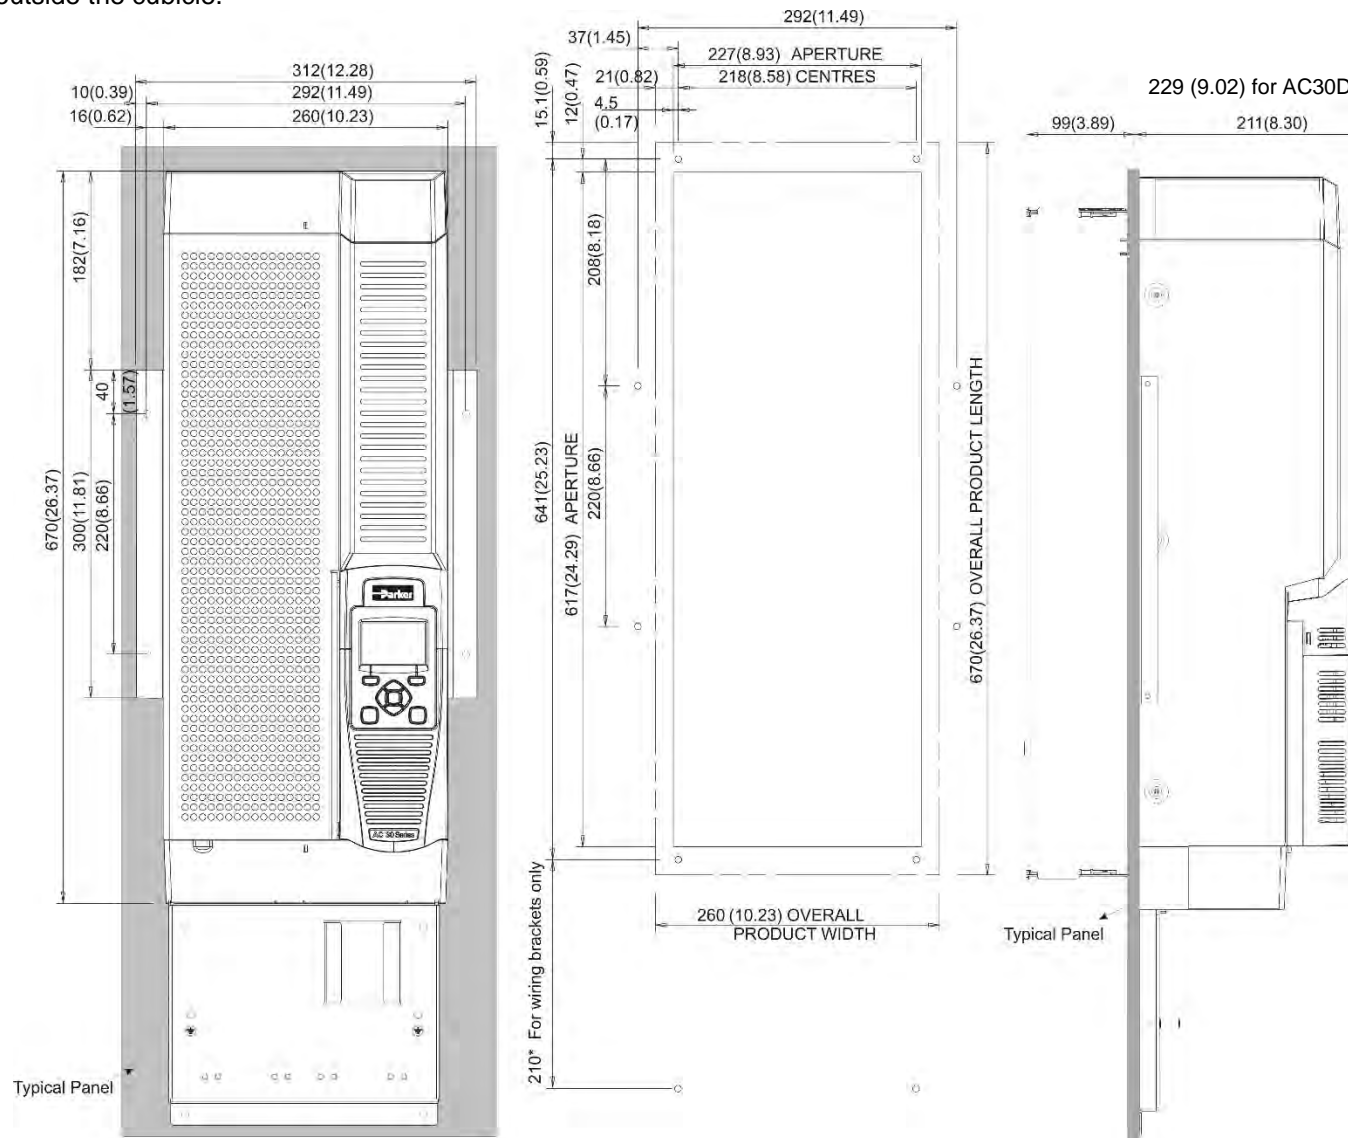 outside the cubicle.
312(12.28)
10(0.39)
292(11.49)
16(0.62)
260(10.23)
182(7.16)
40
(1.57)
670(26.37)
300(11.81)
220(8.66)
Parker
AC 30 Series
Typical Panel
292(11.49)
37(1.45)
227(8.93) APERTURE
21(0.82)
218(8.58) CENTRES
4.5
(0.17)
15.1(0.59)
12(0.47)
208(8.18)
641(25.23)
617(24.29) APERTURE
220(8.66)
670(26.37) OVERALL PRODUCT LENGTH
260 (10.23) OVERALL
PRODUCT WIDTH
210* For wiring brackets only
229 (9.02) for AC30D
99(3.89)
211(8.30)
Typical Panel